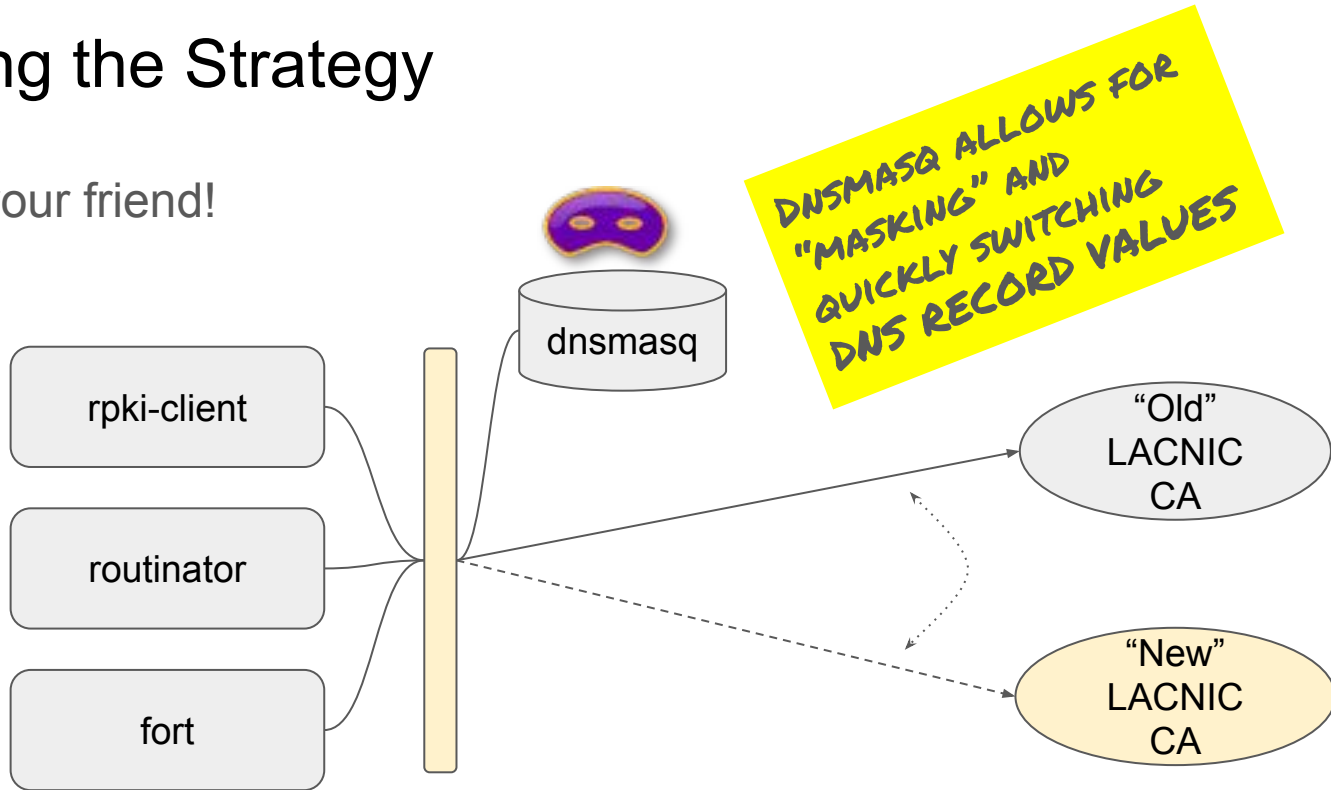 ng the Strategy
our friend!
DNSMASQ ALLOWS FOR
"MASKING" AND
QUICKLY SWITCHING
DNS RECORD VALUES
dnsmasq
rpki-client
routinator
fort
“Old”
LACNIC
CA
“New”
LACNIC
CA